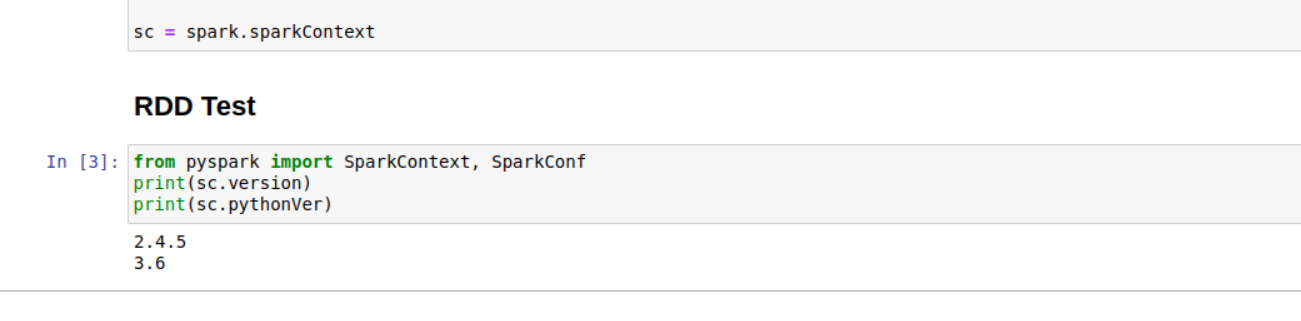 sc = spark.sparkContext
RDD Test
In [3]: from pyspark import SparkContext, SparkConf
print(sc.version)
print(sc.pythonVer)
2.4.5
3.6